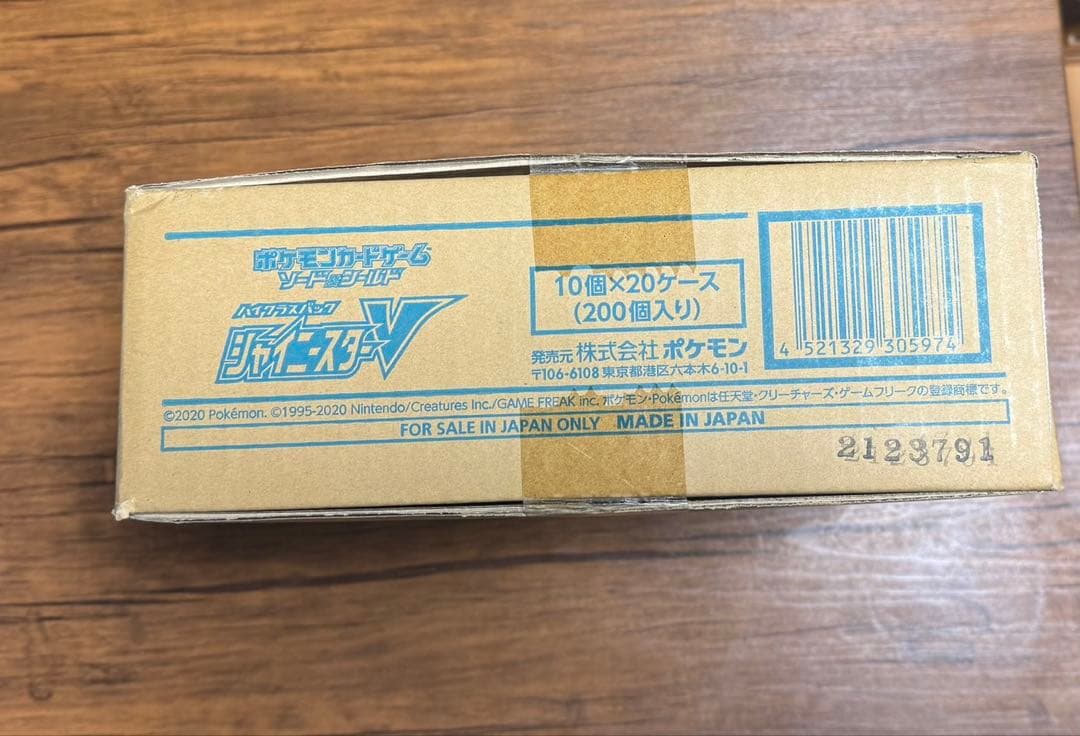 ポケモンカードゲーム
ソード&シールド
ハイクラスパック
シャイニースターV
10個×20ケース
(200個入り)
発売元 株式会社 ポケモン
〒106-6108 東京都港区六本木6-10-1
4 521329 305974
©2020 Pokémon. ©1995-2020 Nintendo/Creatures Inc./GAME FREAK inc. ポケモン・Pokémonは任天堂・クリーチャーズ・ゲームフリークの登録商標です。
FOR SALE IN JAPAN ONLY MADE IN JAPAN
2123791